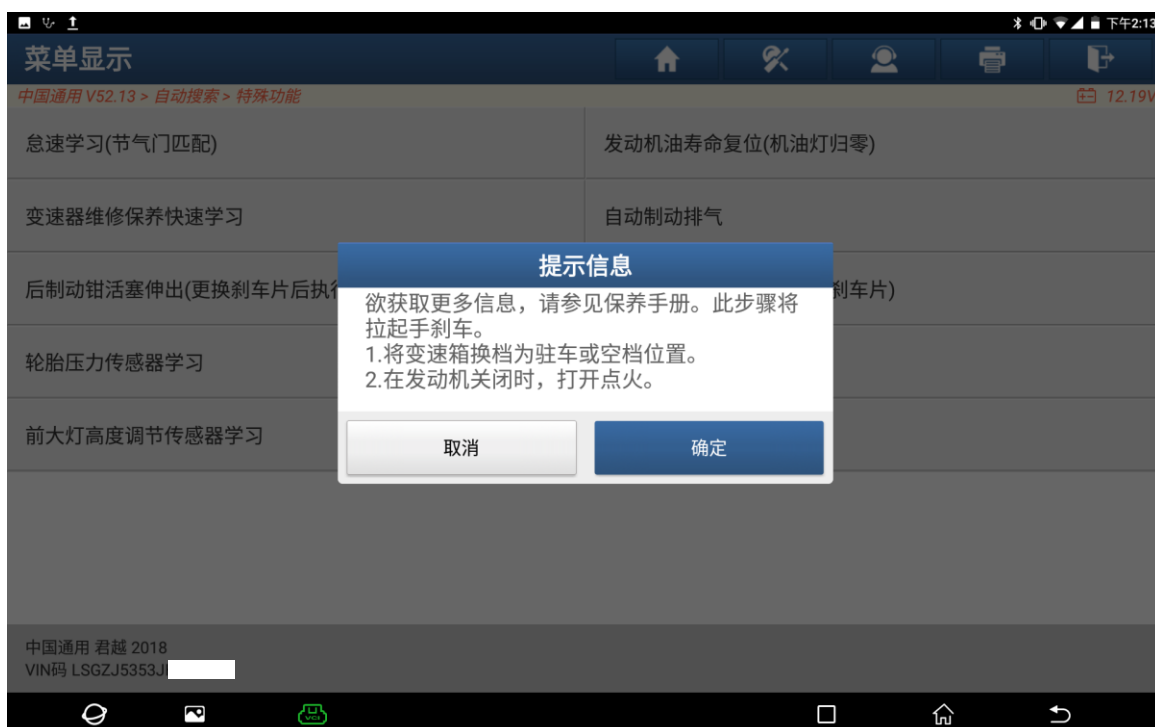 下午2:13
菜单显示
中国通用 V52.13 > 自动搜索 > 特殊功能
12.19V
怠速学习(节气门匹配)
发动机油寿命复位(机油灯归零)
变速器维修保养快速学习
自动制动排气
后制动钳活塞伸出(更换刹车片后执行
刹车片)
轮胎压力传感器学习
前大灯高度调节传感器学习
提示信息
欲获取更多信息，请参见保养手册。此步骤将
拉起手刹车。
1.将变速箱换档为驻车或空档位置。
2.在发动机关闭时，打开点火。
取消
确定
中国通用 君越 2018
VIN码 LSGZJ5353J
VCI